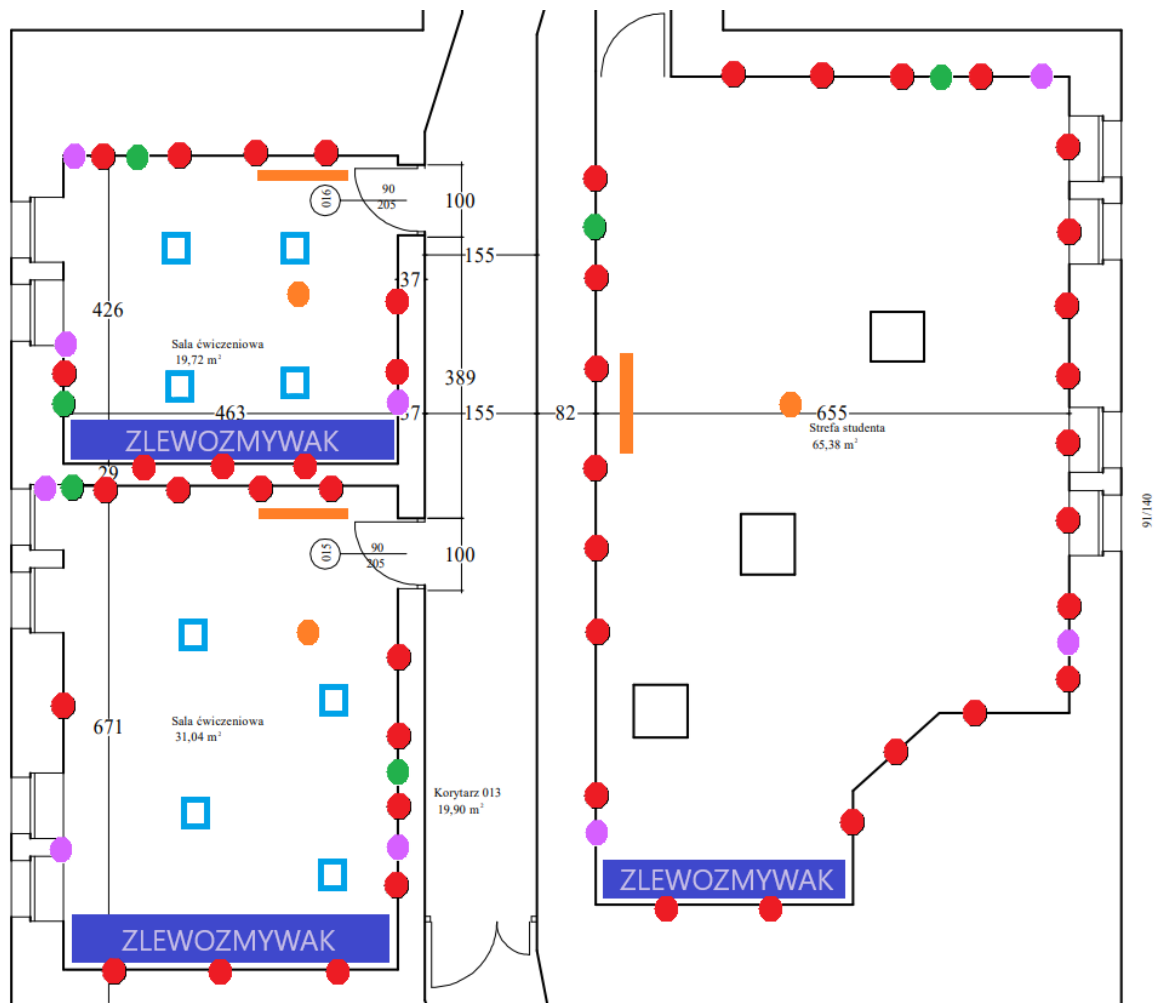 016
90
205
100
155
37
426
Sala ćwiczeniowa
19,72 m²
389
463
37
155
82
655
Strefa studenta
65,38 m²
ZLEWOZMYWAK
29
91/140
015
90
205
100
671
Sala ćwiczeniowa
31,04 m²
Korytarz 013
19,90 m²
ZLEWOZMYWAK
ZLEWOZMYWAK